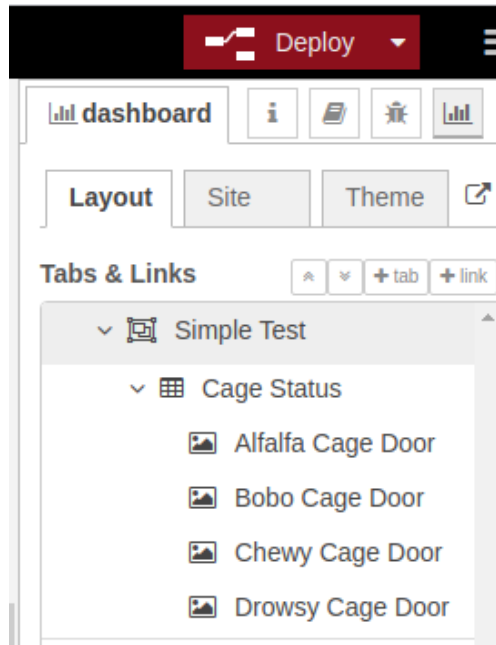 Deploy
dashboard
Layout Site Theme
Tabs & Links + tab + link
Simple Test
Cage Status
Alfalfa Cage Door
Bobo Cage Door
Chewy Cage Door
Drowsy Cage Door